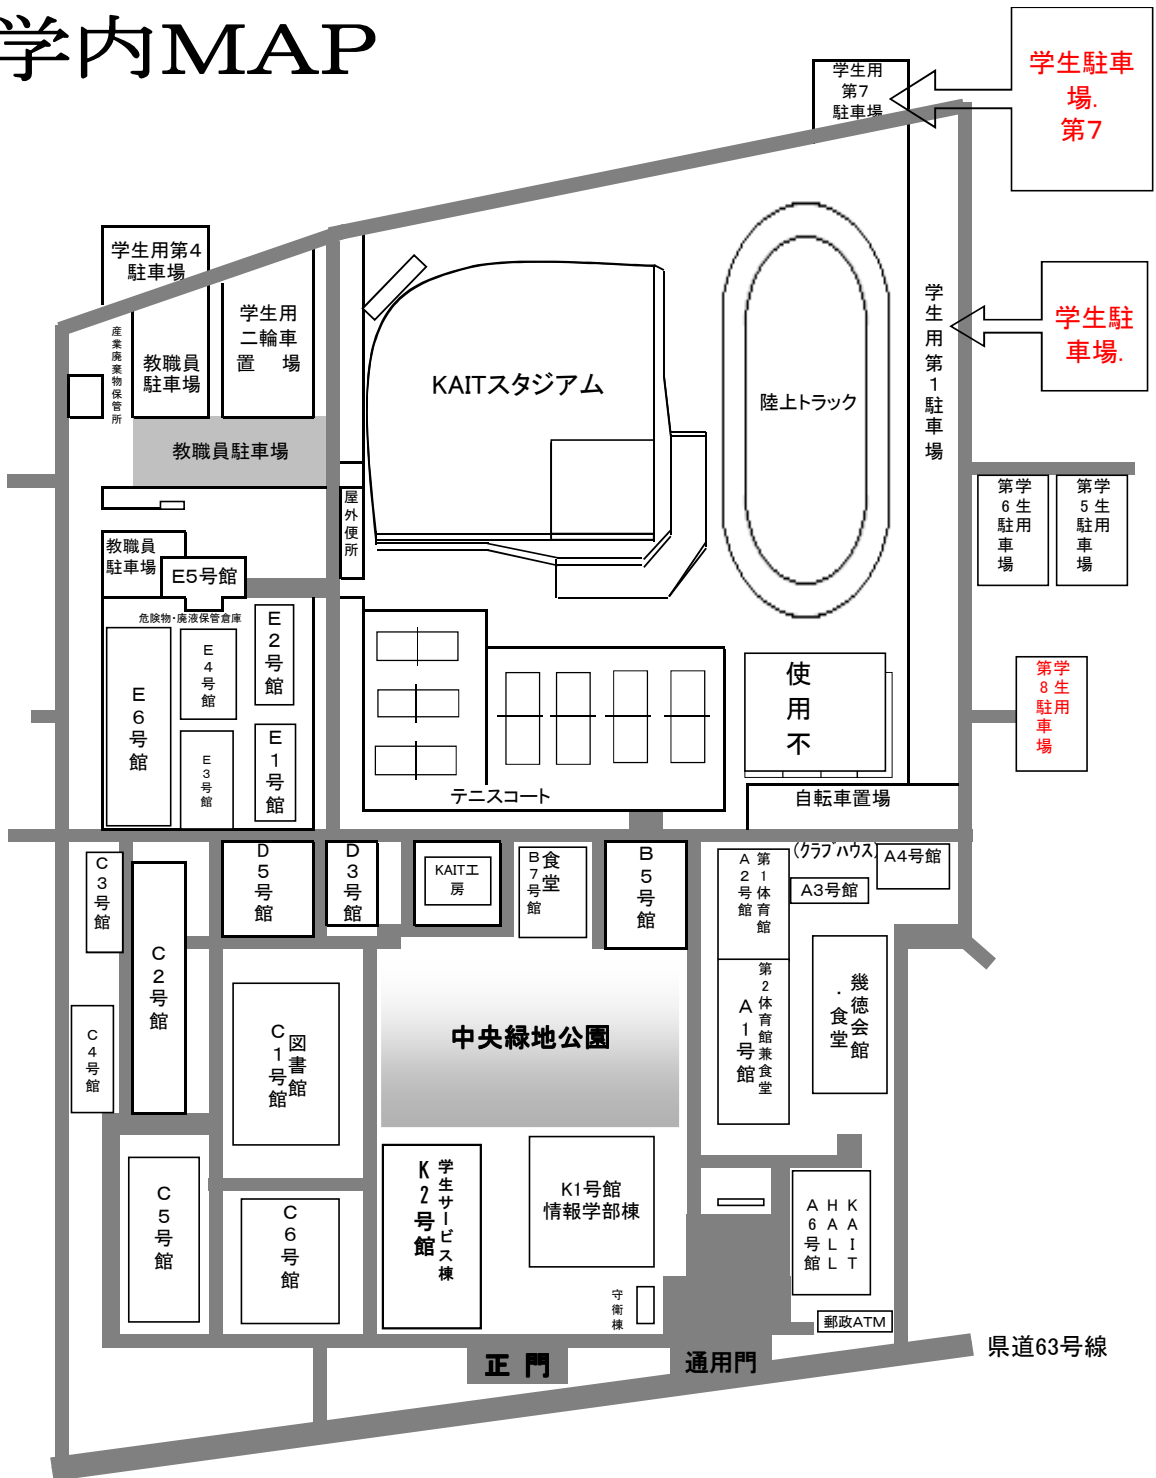 学内MAP
学生用
第7
駐車場
学生駐車
場.
第7
学生用第4
駐車場
学生用
二輪車
置　場
産業廃棄物保管所
教職員
駐車場
教職員駐車場
KAITスタジアム
陸上トラック
学生用第1駐車場
学生駐
車場.
屋外便所
学生用
第6駐車場
学生用
第5駐車場
教職員
駐車場
E5号館
危険物・廃液保管倉庫
E2号館
E4号館
E6号館
E3号館
E1号館
テニスコート
使用不
学生用
第8駐車場
自転車置場
C3号館
D5号館
D3号館
KAIT工
房
食堂
B7号館
B5号館
第1体育館
A2号館
(クラブハウス)
A4号館
A3号館
C2号館
C4号館
図書館
C1号館
中央緑地公園
第2体育館兼食堂
A1号館
幾徳会館
・食堂
C5号館
C6号館
学生サービス棟
K2号館
K1号館
情報学部棟
KAIT
HALL
A6号館
守衛棟
郵政ATM
正 門
通用門
県道63号線